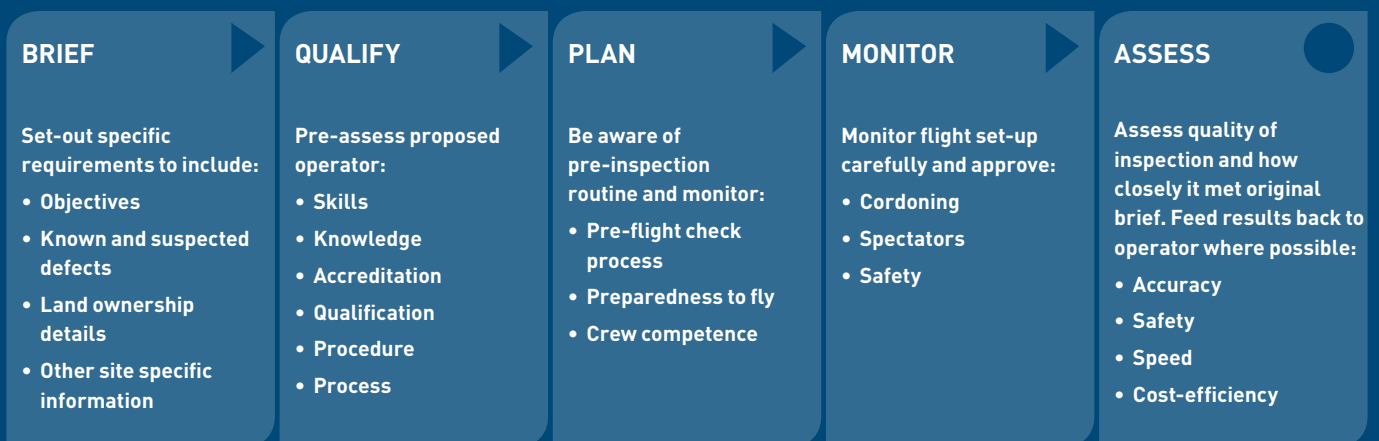 BRIEF
Set-out specific
requirements to include:
• Objectives
• Known and suspected
defects
• Land ownership
details
• Other site specific
information
QUALIFY
Pre-assess proposed
operator:
• Skills
• Knowledge
• Accreditation
• Qualification
• Procedure
• Process
PLAN
Be aware of
pre-inspection
routine and monitor:
• Pre-flight check
process
• Preparedness to fly
• Crew competence
MONITOR
Monitor flight set-up
carefully and approve:
• Cordoning
• Spectators
• Safety
ASSESS
Assess quality of
inspection and how
closely it met original
brief. Feed results back to
operator where possible:
• Accuracy
• Safety
• Speed
• Cost-efficiency